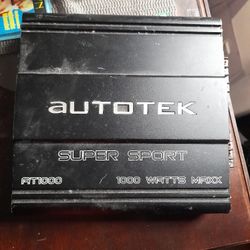 AUTOTEK
SUPER SPORT
AT1000
1000 WATTS MAXX